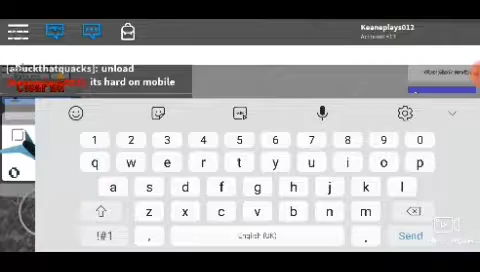 Keaneplays012
[aduckthatquacks]: unload
its hard on mobile
1 2 3 4 5 6 7 8 9 0
q w e r t y u i o p
a s d f g h j k l
z x c v b n m
!#1 , English (UK) . Send